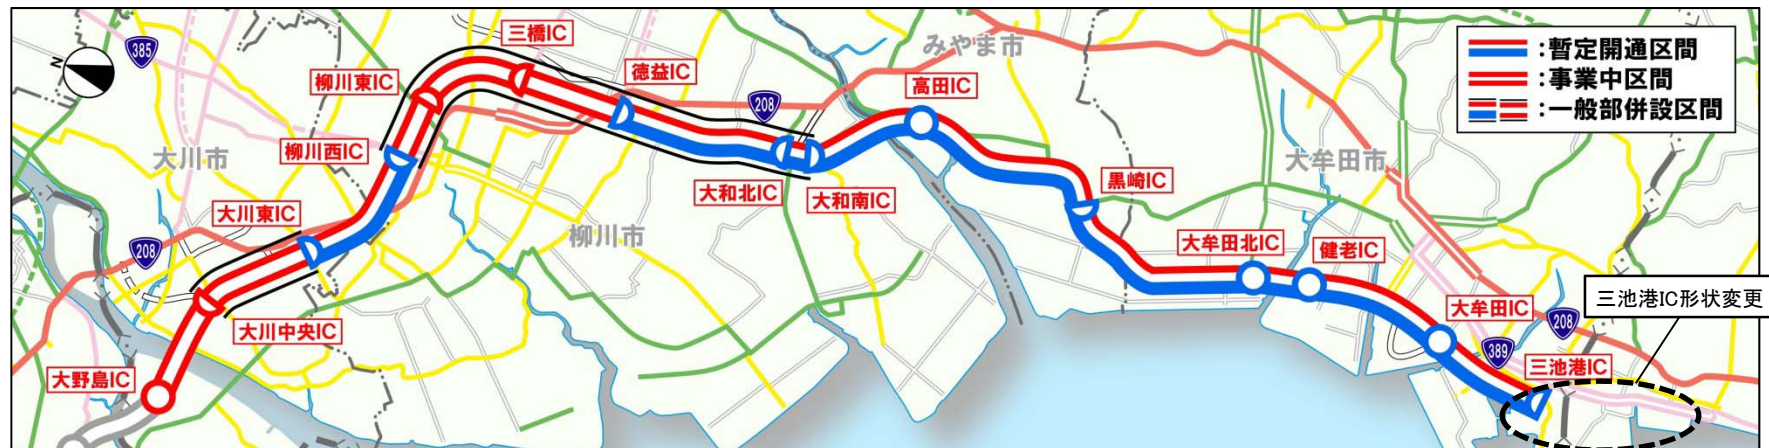 三橋IC
385
N
柳川東IC
徳益IC
208
みやま市
高田IC
:暫定開通区間
:事業中区間
:一般部併設区間
大川市
柳川西IC
大川東IC
208
大和北IC
大和南IC
柳川市
黒崎IC
大牟田市
大牟田北IC
健老IC
三池港IC形状変更
大牟田IC
208
389
大川中央IC
大野島IC
三池港IC